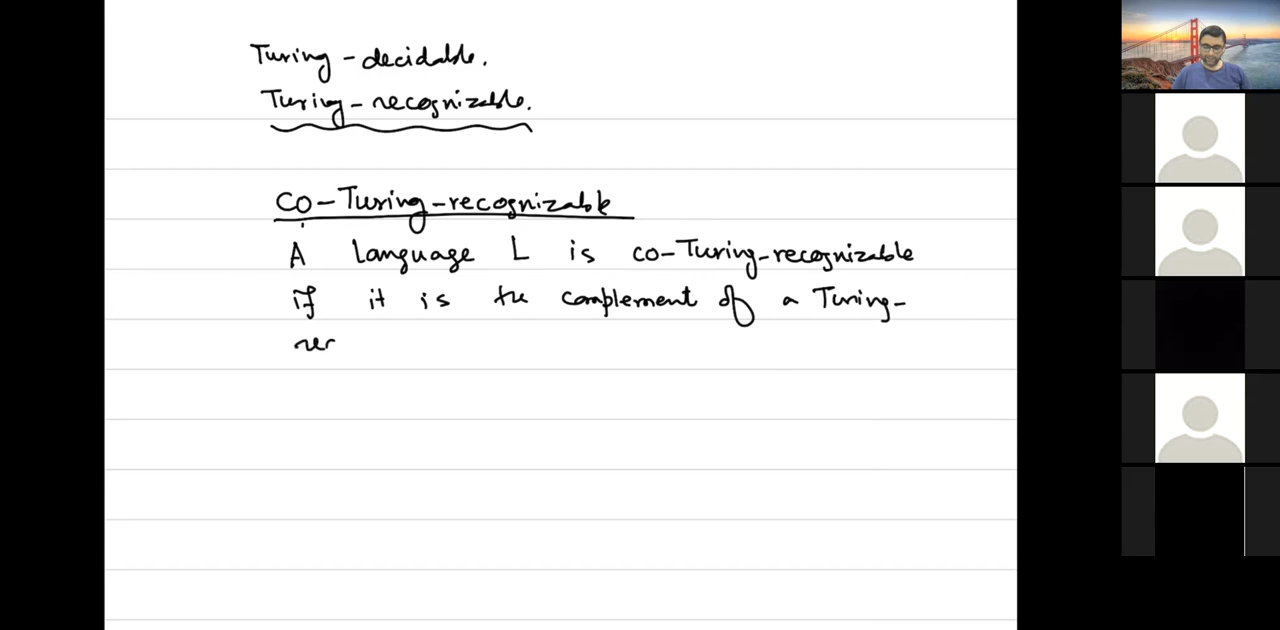 Turing-decidable.
Turing-recognizable.
co-Turing-recognizable
A language L is co-Turing-recognizable
if it is the complement of a Turing-
rec